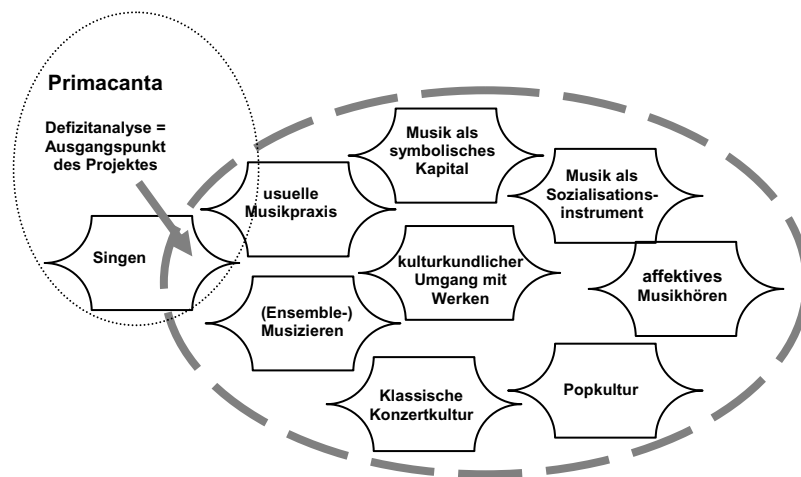 Primacanta
Defizitanalyse =
Ausgangspunkt
des Projektes
Singen
usuelle
Musikpraxis
Musik als
symbolisches
Kapital
Musik als
Sozialisations-
instrument
kulturkundlicher
Umgang mit
Werken
affektives
Musikhören
(Ensemble-)
Musizieren
Klassische
Konzertkultur
Popkultur